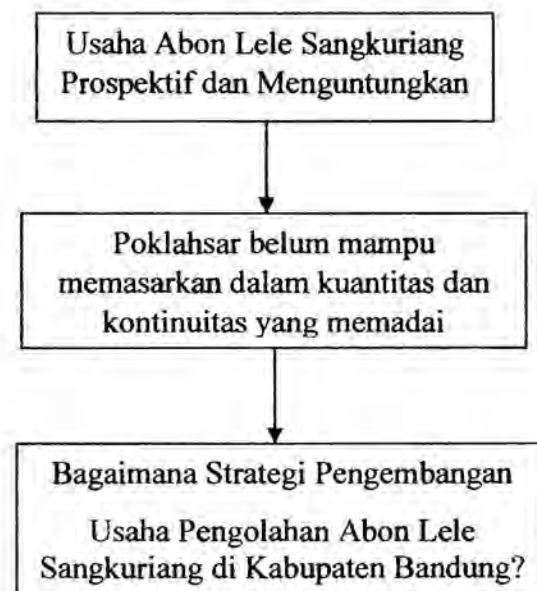 Usaha Abon Lele Sangkuriang
Prospektif dan Menguntungkan
Poklahsar belum mampu
memasarkan dalam kuantitas dan
kontinuitas yang memadai
Bagaimana Strategi Pengembangan
Usaha Pengolahan Abon Lele
Sangkuriang di Kabupaten Bandung?